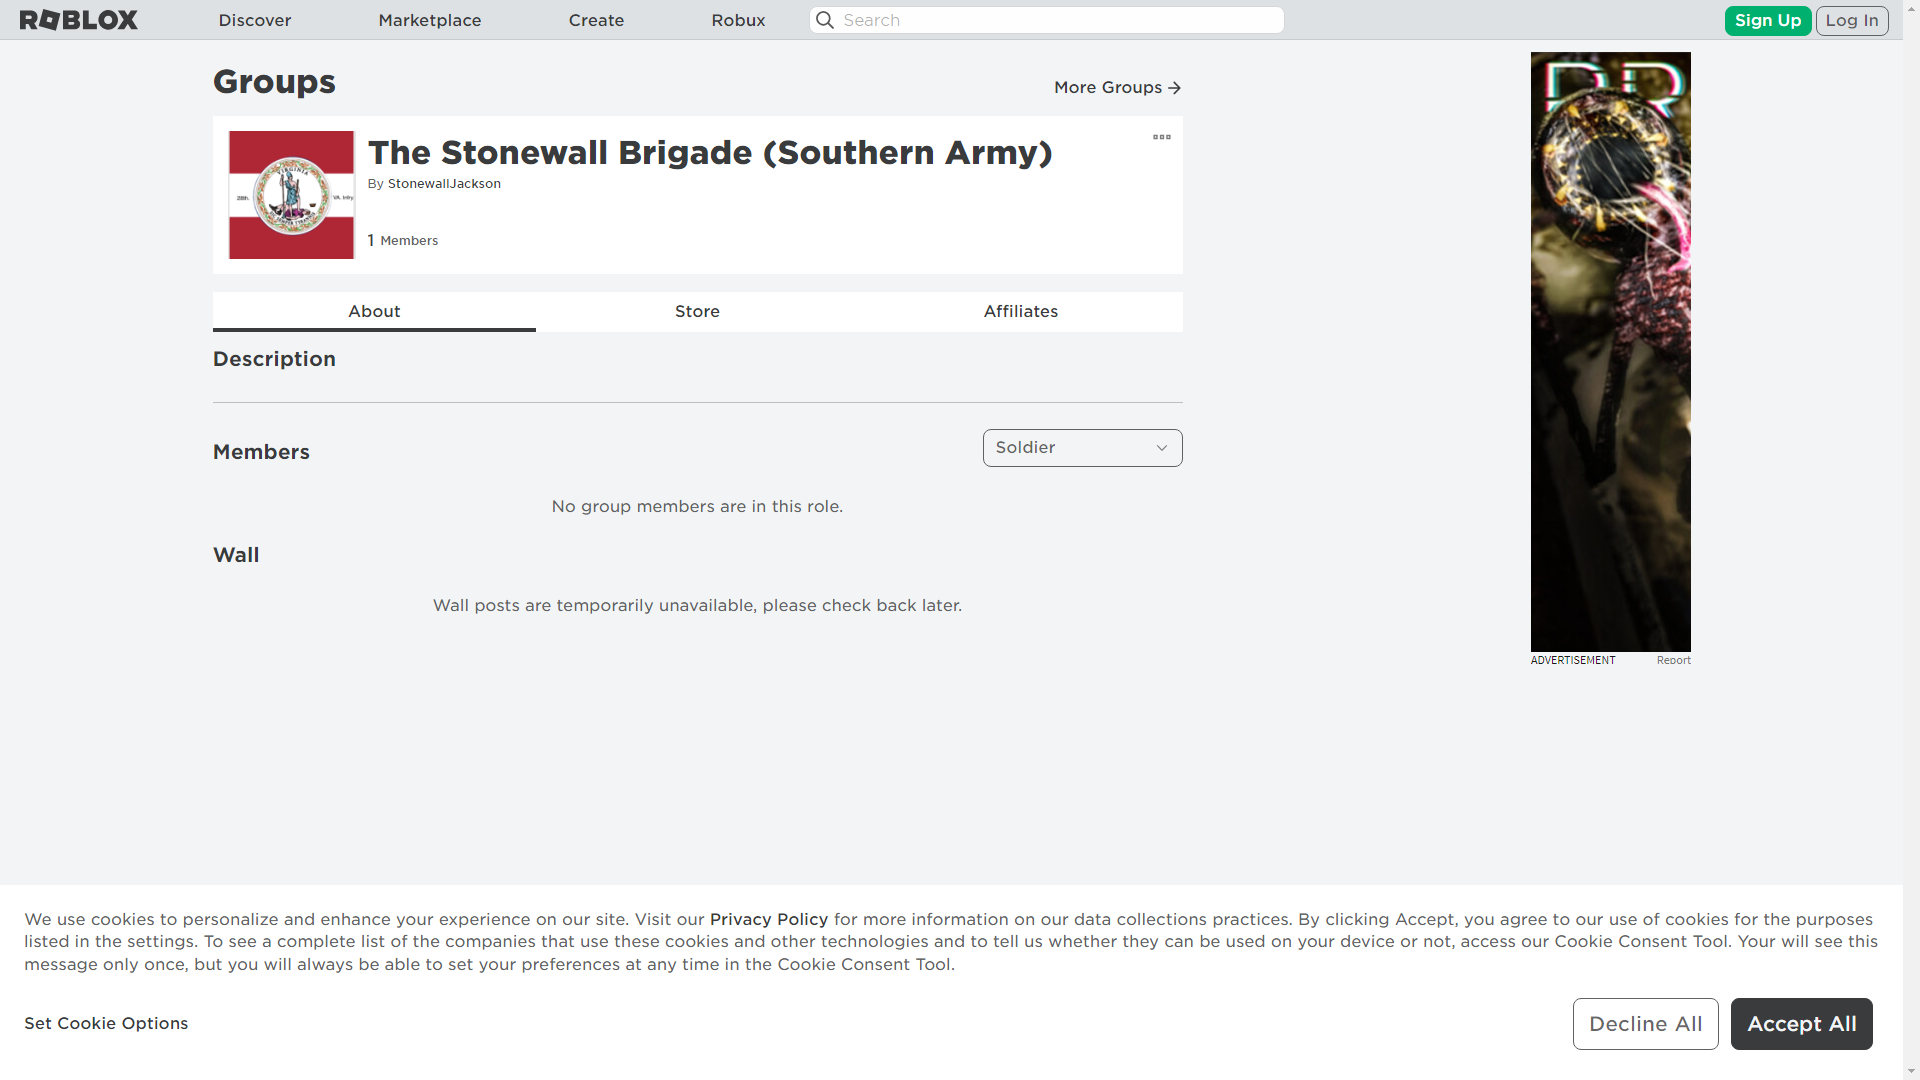 ROBLOX
Discover
Marketplace
Create
Robux
Search
Sign Up
Log In
Groups
More Groups
The Stonewall Brigade (Southern Army)
By StonewallJackson
1 Members
VIRGINIA
28th.
VA. Infry.
SIC SEMPER TYRANNIS
About
Store
Affiliates
Description
Members
Soldier
No group members are in this role.
Wall
Wall posts are temporarily unavailable, please check back later.
ADVERTISEMENT
Report
We use cookies to personalize and enhance your experience on our site. Visit our Privacy Policy for more information on our data collections practices. By clicking Accept, you agree to our use of cookies for the purposes
listed in the settings. To see a complete list of the companies that use these cookies and other technologies and to tell us whether they can be used on your device or not, access our Cookie Consent Tool. Your will see this
message only once, but you will always be able to set your preferences at any time in the Cookie Consent Tool.
Set Cookie Options
Decline All
Accept All